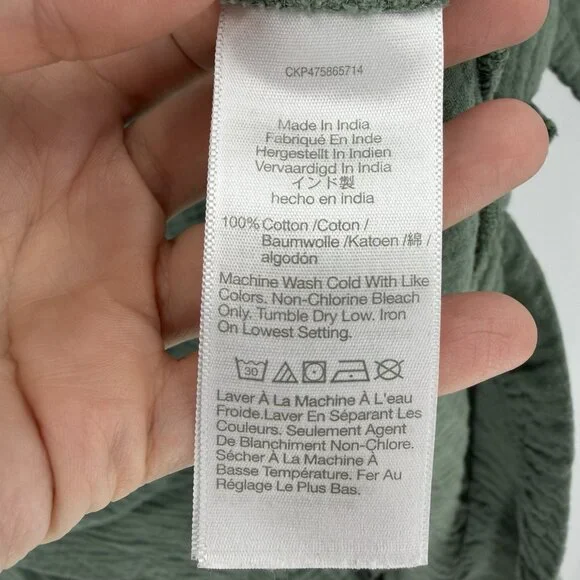 CKP475865714
Made In India
Fabriqué En Inde
Hergestellt In Indien
Vervaardigd In India
インド製
hecho en india
100% Cotton /Coton /
Baumwolle /Katoen /綿 /
algodón
Machine Wash Cold With Like
Colors. Non-Chlorine Bleach
Only. Tumble Dry Low. Iron
On Lowest Setting.
30
Laver À La Machine À L'eau
Froide.Laver En Séparant Les
Couleurs. Seulement Agent
De Blanchiment Non-Chlore.
Sécher À La Machine À
Basse Température. Fer Au
Réglage Le Plus Bas.